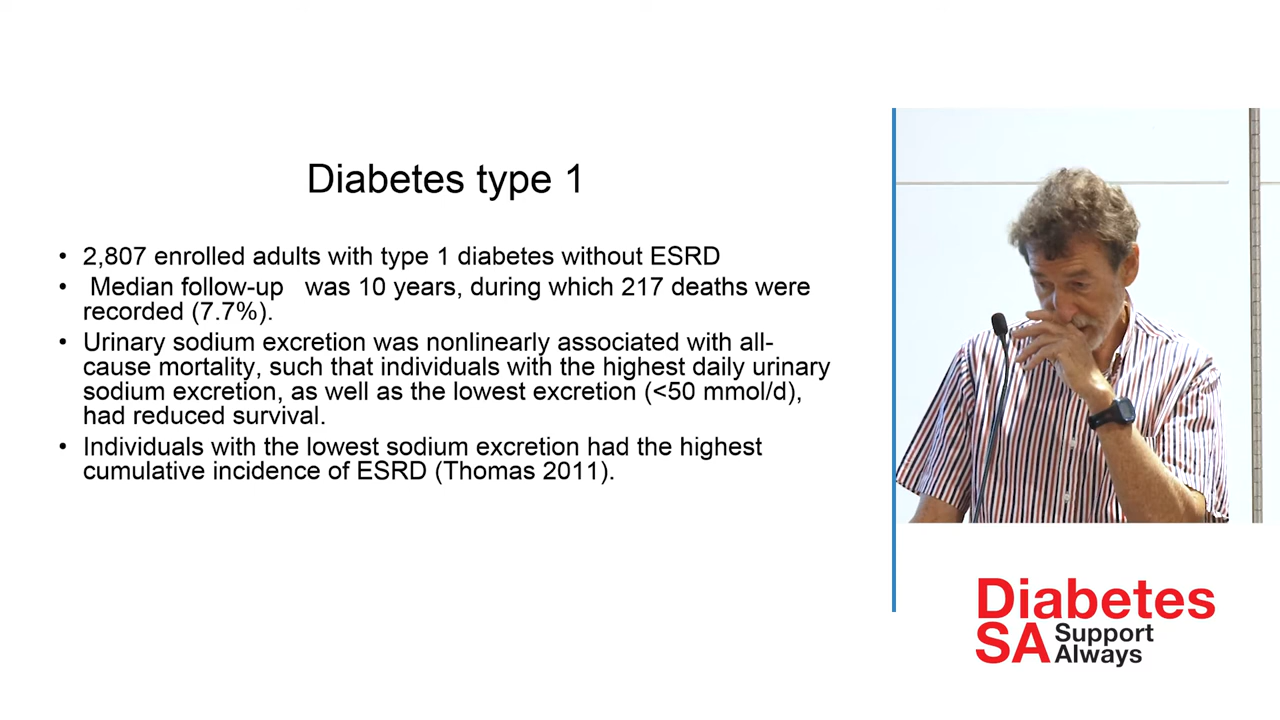 Diabetes type 1
• 2,807 enrolled adults with type 1 diabetes without ESRD
• Median follow-up was 10 years, during which 217 deaths were
recorded (7.7%).
• Urinary sodium excretion was nonlinearly associated with all-
cause mortality, such that individuals with the highest daily urinary
sodium excretion, as well as the lowest excretion (<50 mmol/d),
had reduced survival.
• Individuals with the lowest sodium excretion had the highest
cumulative incidence of ESRD (Thomas 2011).
Diabetes
SA Support
Always